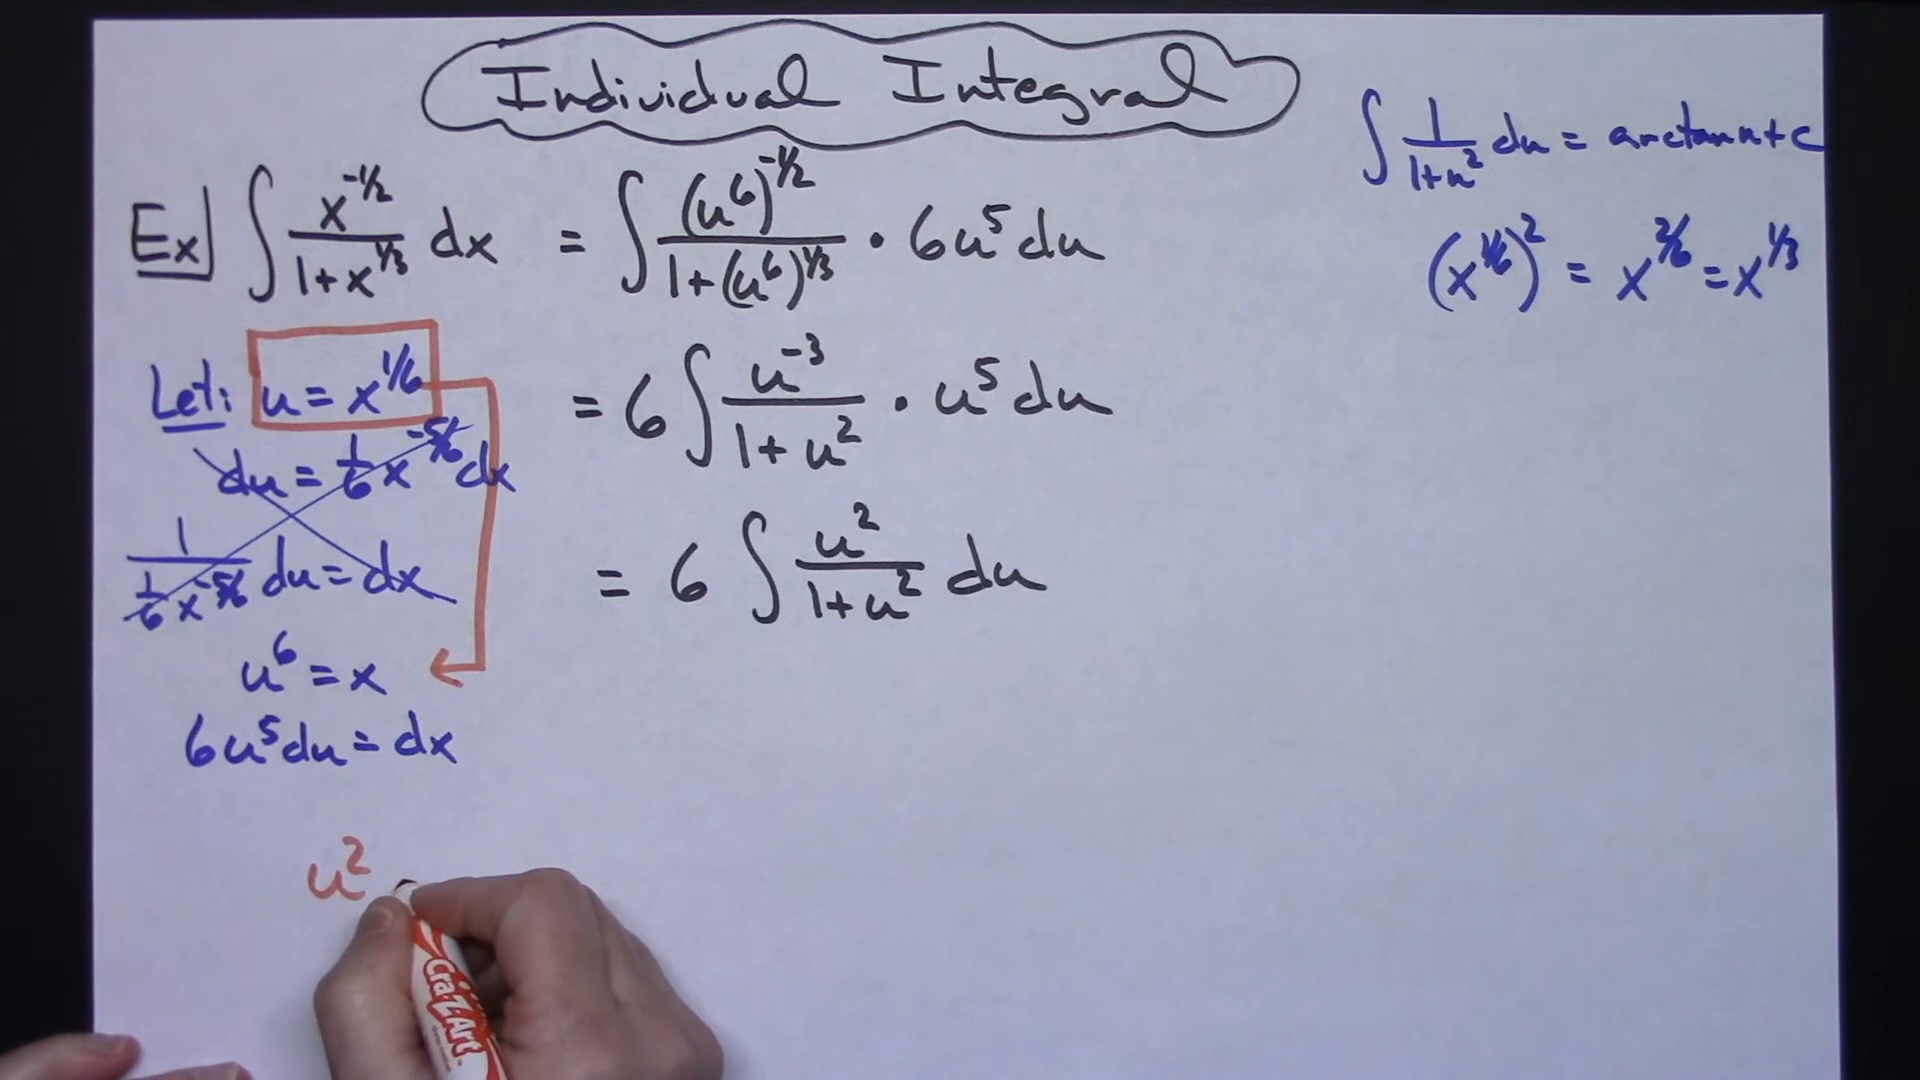 Individual Integral
∫ 1/(1+u²) du = arctan u + c
Ex ∫ x^(-1/2)/(1+x^(1/3)) dx = ∫ (u⁶)^(-1/2)/(1+(u⁶)^(1/3)) • 6u⁵ du
(x^(1/6))² = x^(2/6) = x^(1/3)
Let: u = x^(1/6)
= 6 ∫ u⁻³/(1+u²) • u⁵ du
du = 1/6 x^(-5/6) dx
= 6 ∫ u²/(1+u²) du
1/(1/6 x^(-5/6)) du = dx
u⁶ = x
6u⁵ du = dx
u²
Cra-Z-Art